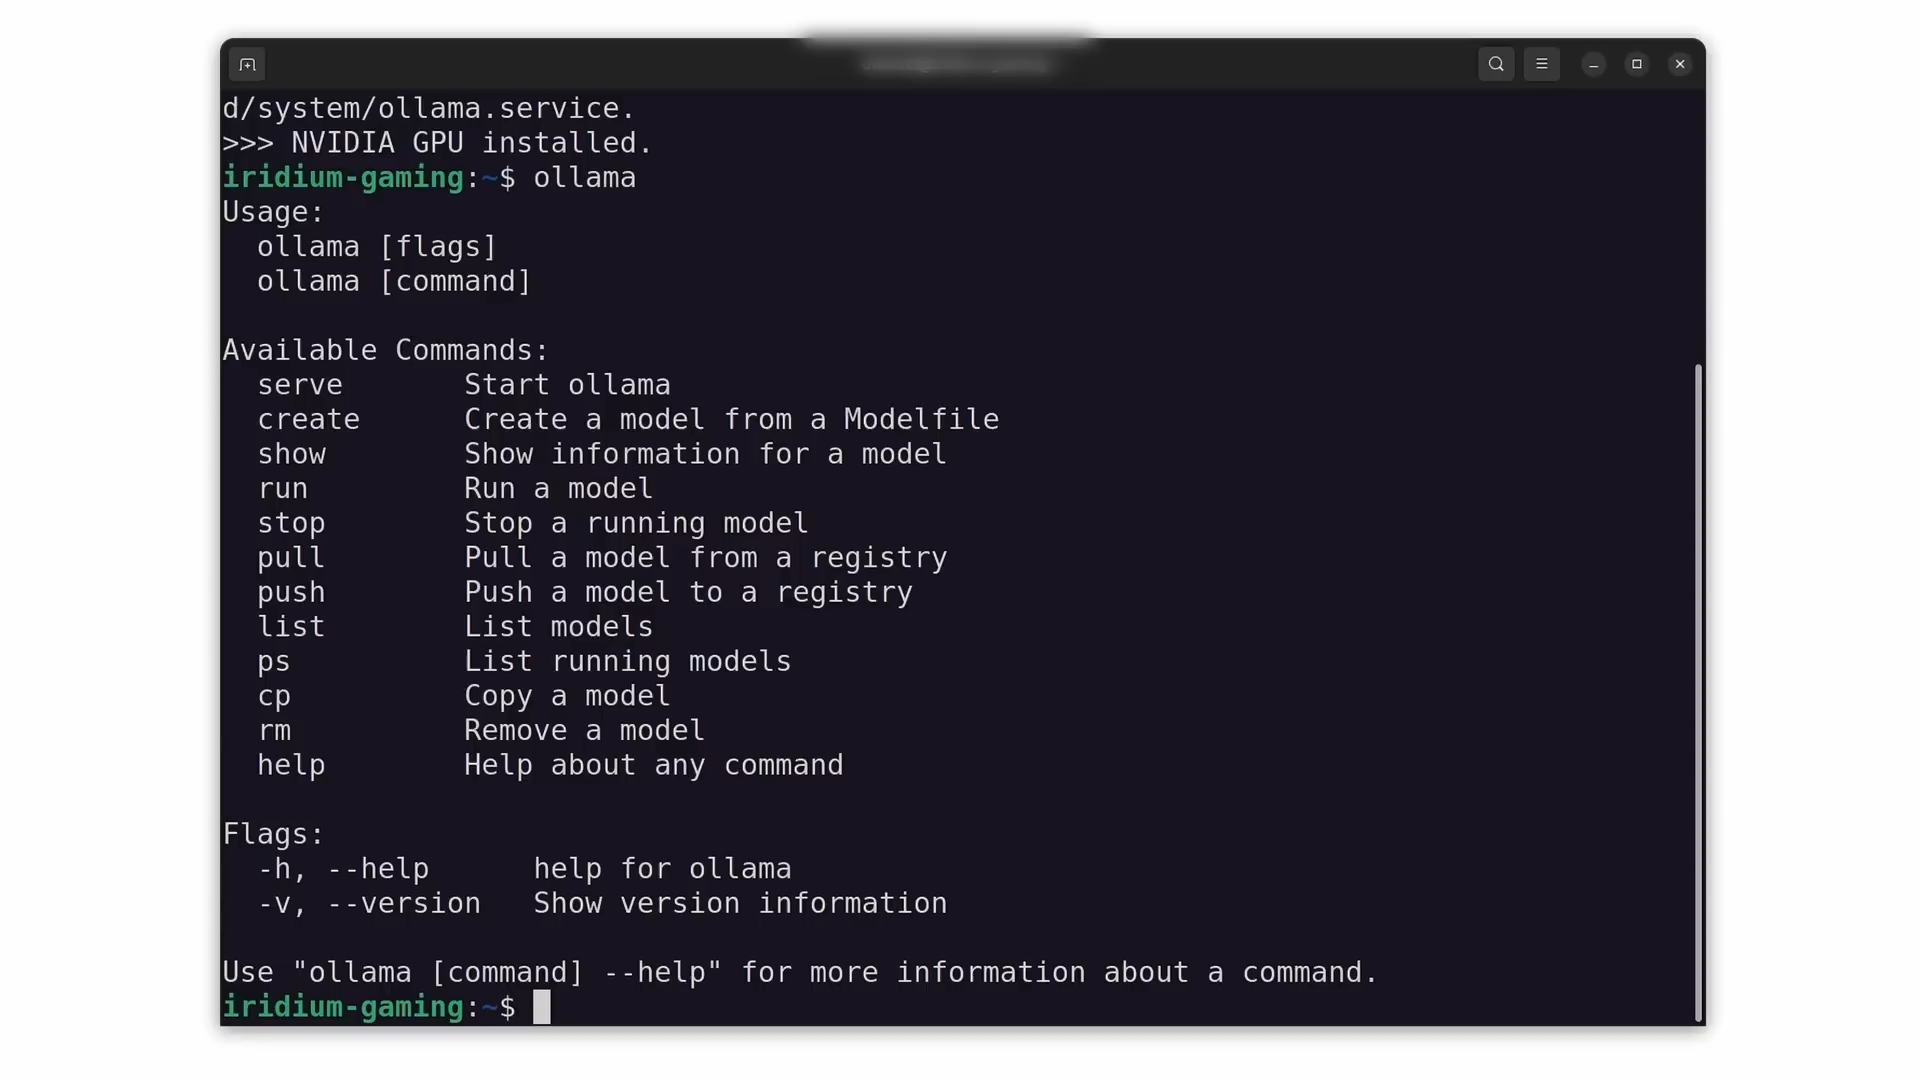 d/system/ollama.service.
>>> NVIDIA GPU installed.
iridium-gaming:~$ ollama
Usage:
  ollama [flags]
  ollama [command]

Available Commands:
  serve       Start ollama
  create      Create a model from a Modelfile
  show        Show information for a model
  run         Run a model
  stop        Stop a running model
  pull        Pull a model from a registry
  push        Push a model to a registry
  list        List models
  ps          List running models
  cp          Copy a model
  rm          Remove a model
  help        Help about any command

Flags:
  -h, --help      help for ollama
  -v, --version   Show version information

Use "ollama [command] --help" for more information about a command.
iridium-gaming:~$